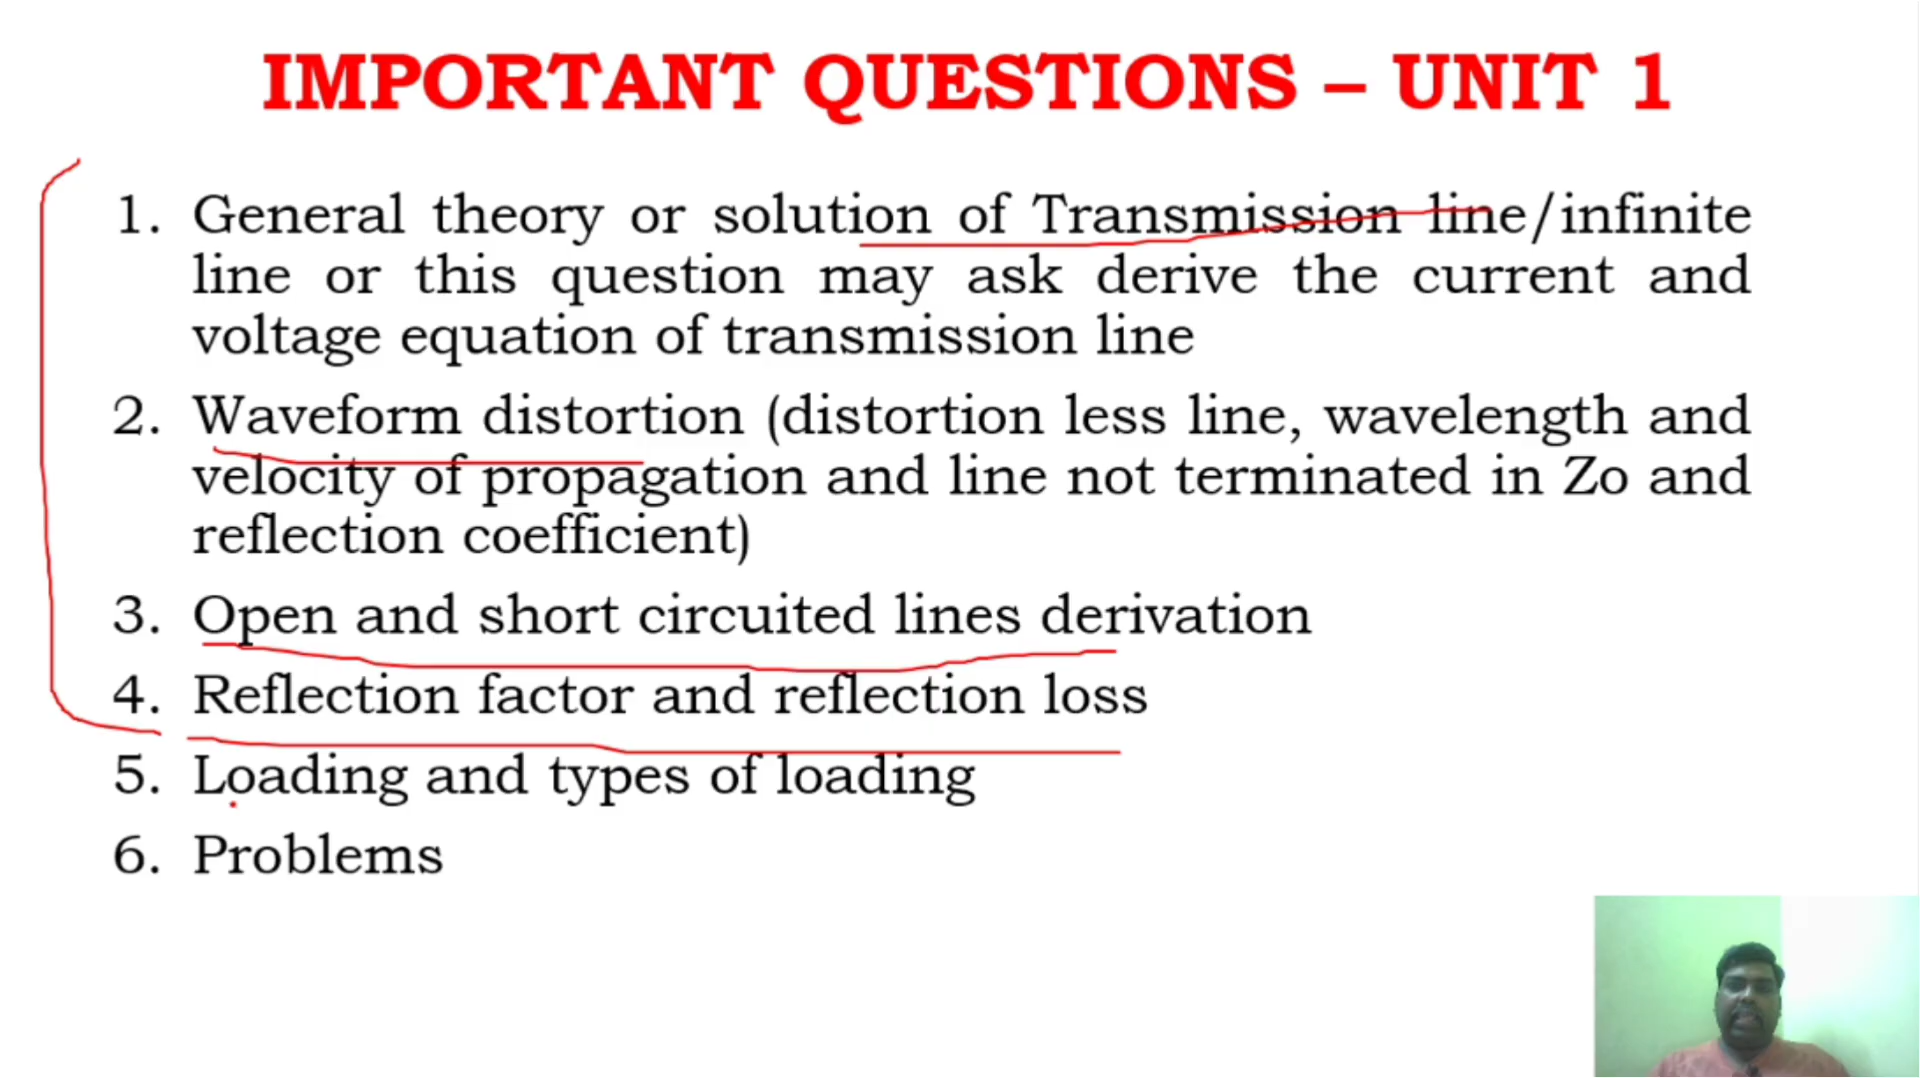 IMPORTANT QUESTIONS – UNIT 1
1. General theory or solution of Transmission line/infinite
line or this question may ask derive the current and
voltage equation of transmission line
2. Waveform distortion (distortion less line, wavelength and
velocity of propagation and line not terminated in Zo and
reflection coefficient)
3. Open and short circuited lines derivation
4. Reflection factor and reflection loss
5. Loading and types of loading
6. Problems